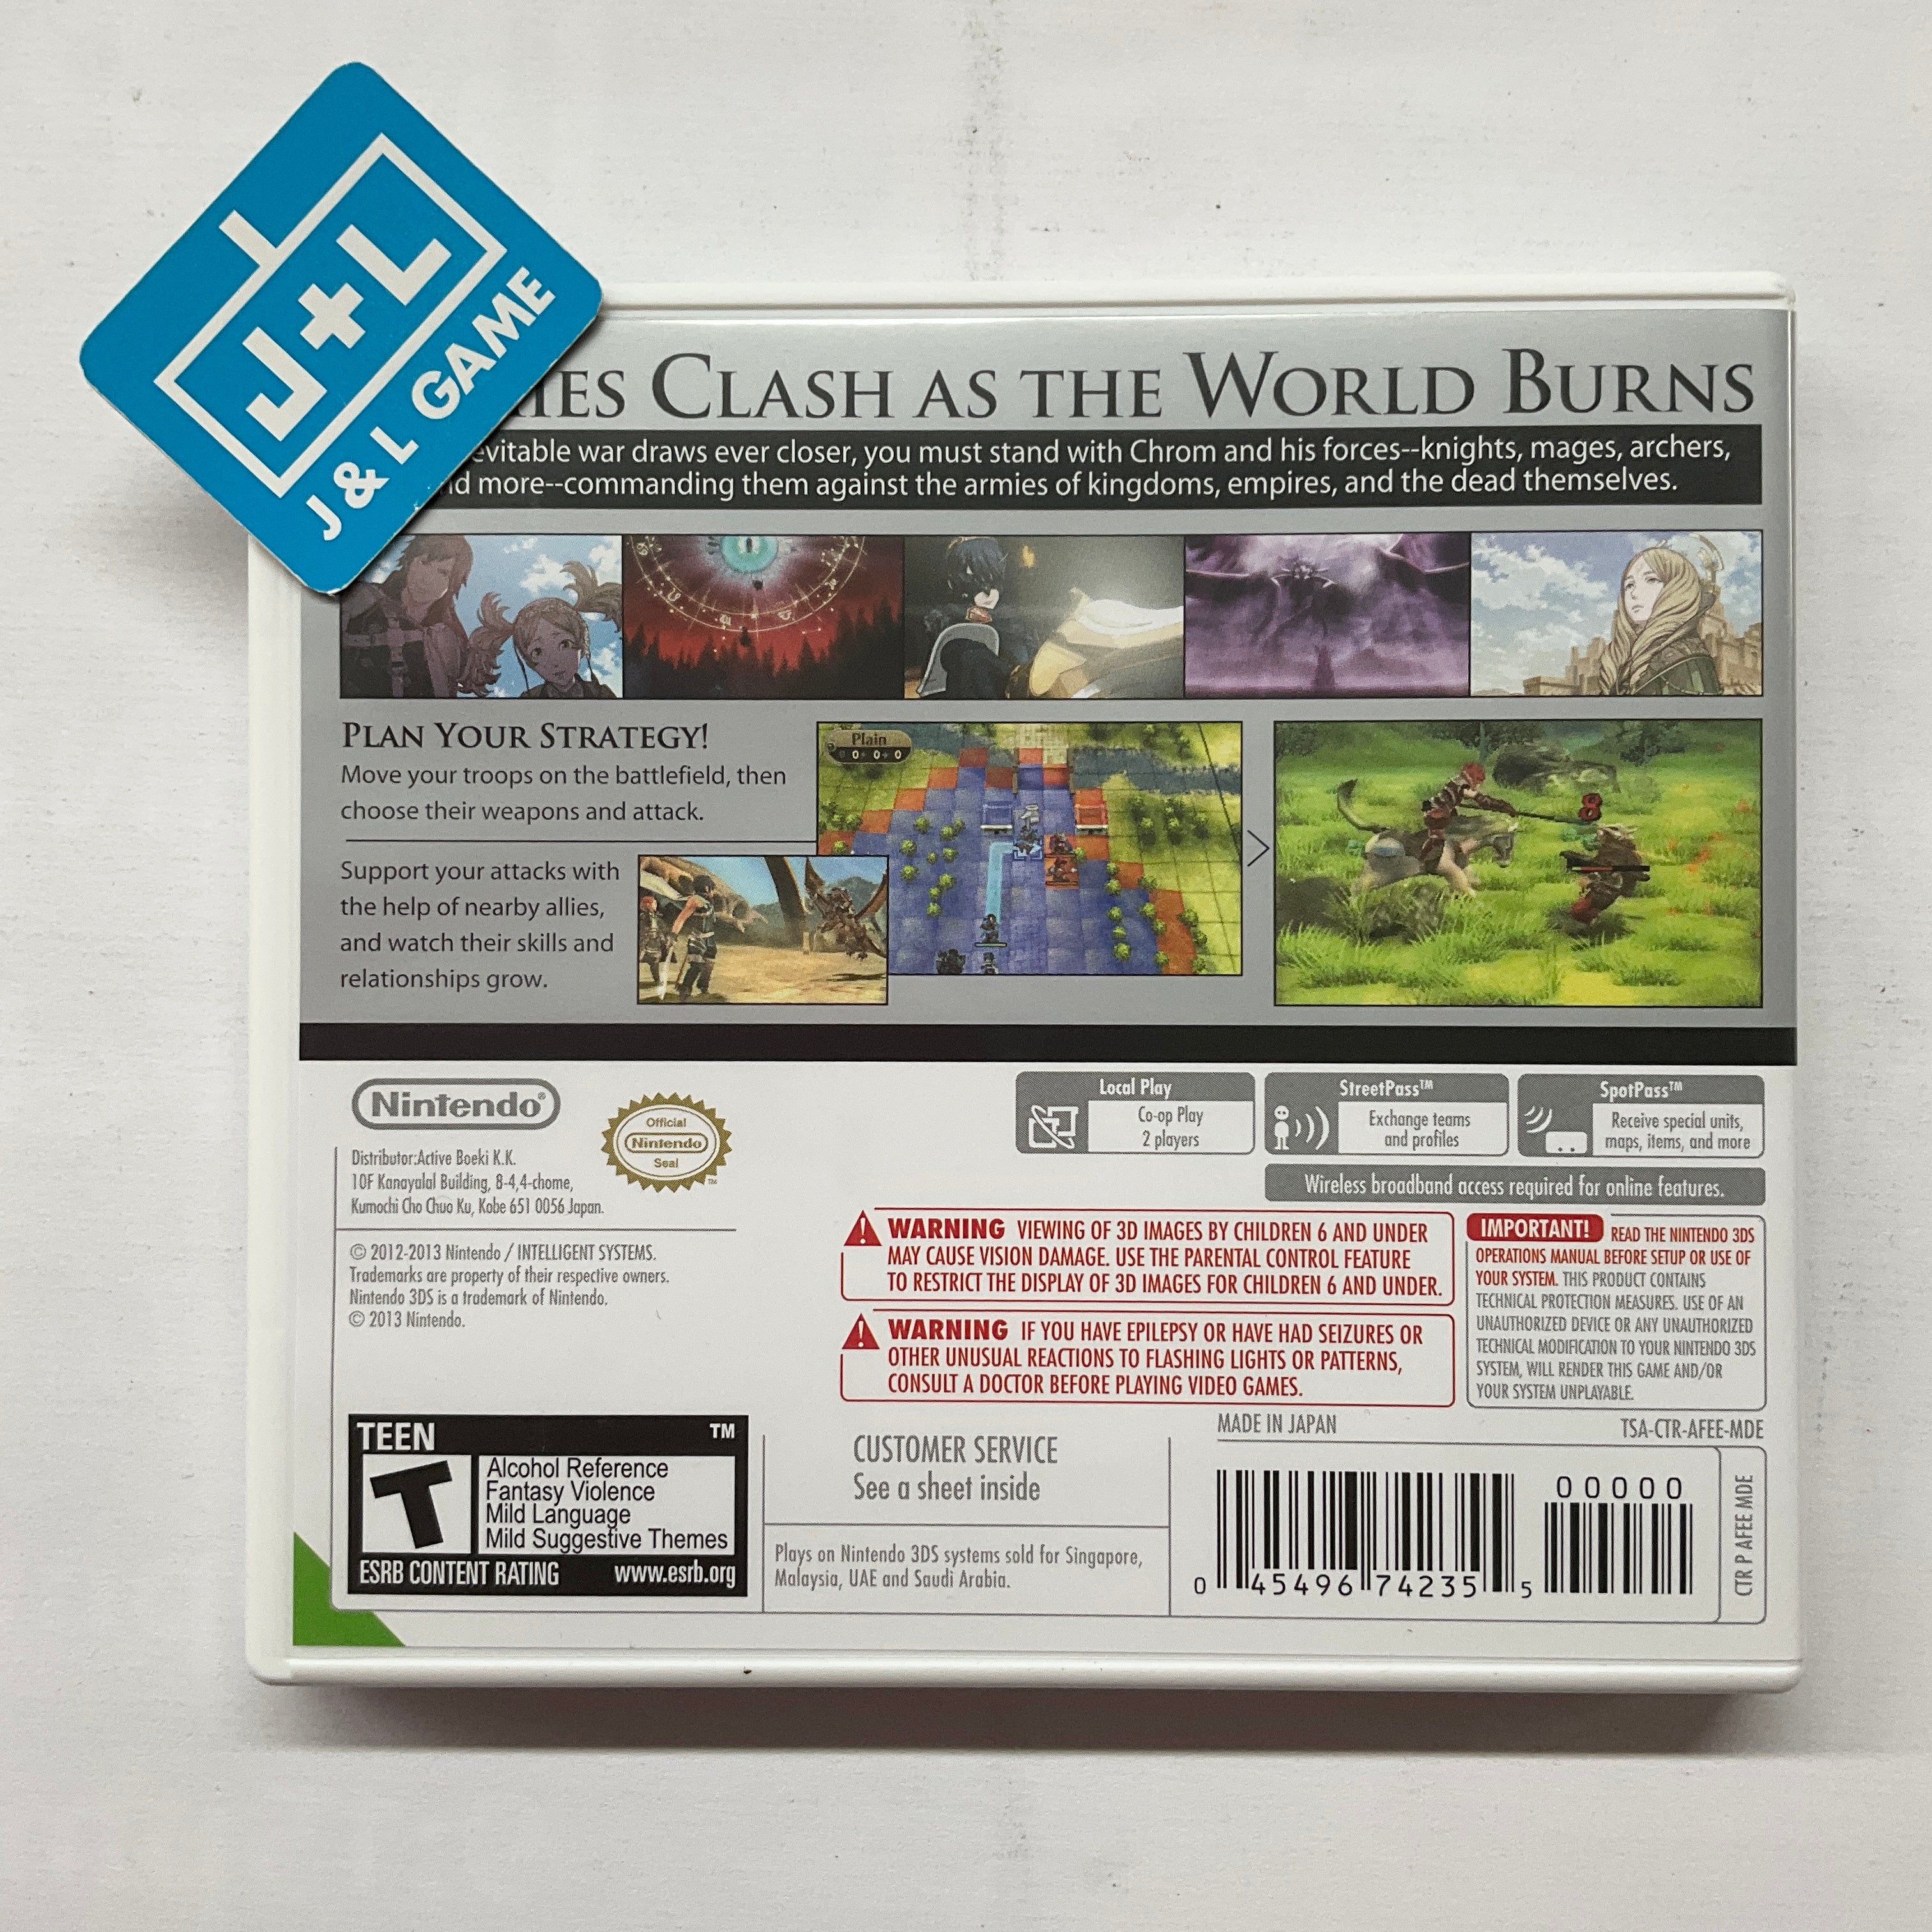 J+L
J & L GAME
CLASH AS THE WORLD BURNS
war draws ever closer, you must stand with Chrom and his forces--knights, mages, archers,
more--commanding them against the armies of kingdoms, empires, and the dead themselves.
PLAN YOUR STRATEGY!
Move your troops on the battlefield, then
choose their weapons and attack.
Plain
0 0 0
8
Support your attacks with
the help of nearby allies,
and watch their skills and
relationships grow.
Nintendo®
Official
Nintendo
Seal
TM
Distributor:Active Boeki K.K.
10F Kanayalal Building, 8-4,4-chome,
Kumochi Cho Chuo Ku, Kobe 651 0056 Japan.
© 2012-2013 Nintendo / INTELLIGENT SYSTEMS.
Trademarks are property of their respective owners.
Nintendo 3DS is a trademark of Nintendo.
© 2013 Nintendo.
Local Play
Co-op Play
2 players
StreetPass™
Exchange teams
and profiles
SpotPass™
Receive special units,
maps, items, and more
Wireless broadband access required for online features.
WARNING VIEWING OF 3D IMAGES BY CHILDREN 6 AND UNDER
MAY CAUSE VISION DAMAGE. USE THE PARENTAL CONTROL FEATURE
TO RESTRICT THE DISPLAY OF 3D IMAGES FOR CHILDREN 6 AND UNDER.
WARNING IF YOU HAVE EPILEPSY OR HAVE HAD SEIZURES OR
OTHER UNUSUAL REACTIONS TO FLASHING LIGHTS OR PATTERNS,
CONSULT A DOCTOR BEFORE PLAYING VIDEO GAMES.
IMPORTANT! READ THE NINTENDO 3DS
OPERATIONS MANUAL BEFORE SETUP OR USE OF
YOUR SYSTEM. THIS PRODUCT CONTAINS
TECHNICAL PROTECTION MEASURES. USE OF AN
UNAUTHORIZED DEVICE OR ANY UNAUTHORIZED
TECHNICAL MODIFICATION TO YOUR NINTENDO 3DS
SYSTEM, WILL RENDER THIS GAME AND/OR
YOUR SYSTEM UNPLAYABLE.
MADE IN JAPAN
TSA-CTR-AFEE-MDE
TEEN TM
T
Alcohol Reference
Fantasy Violence
Mild Language
Mild Suggestive Themes
ESRB CONTENT RATING www.esrb.org
CUSTOMER SERVICE
See a sheet inside
Plays on Nintendo 3DS systems sold for Singapore,
Malaysia, UAE and Saudi Arabia.
00000
0 45496 74235 5
CTR P AFEE MDE